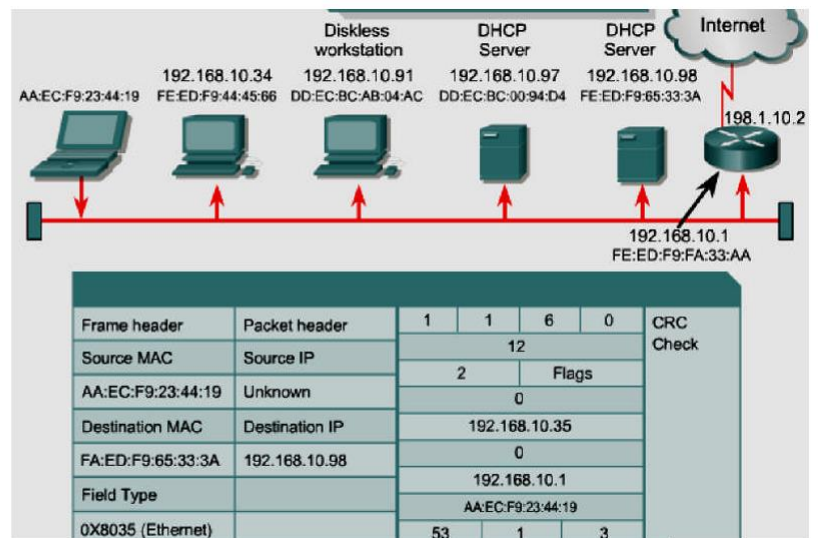 Internet
Diskless
workstation
DHCP
Server
DHCP
Server
AA:EC:F9:23:44:19
192.168.10.34
FE:ED:F9:44:45:66
192.168.10.91
DD:EC:BC:AB:04:AC
192.168.10.97
DD:EC:BC:00:94:D4
192.168.10.98
FE:ED:F9:65:33:3A
198.1.10.2
192.168.10.1
FE:ED:F9:FA:33:AA
Frame header
Packet header
1 1 6 0
CRC
Check
Source MAC
Source IP
12
2 Flags
AA:EC:F9:23:44:19
Unknown
0
Destination MAC
Destination IP
192.168.10.35
FA:ED:F9:65:33:3A
192.168.10.98
0
192.168.10.1
Field Type
AA:EC:F9:23:44:19
0X8035 (Ethernet)
53 1 3